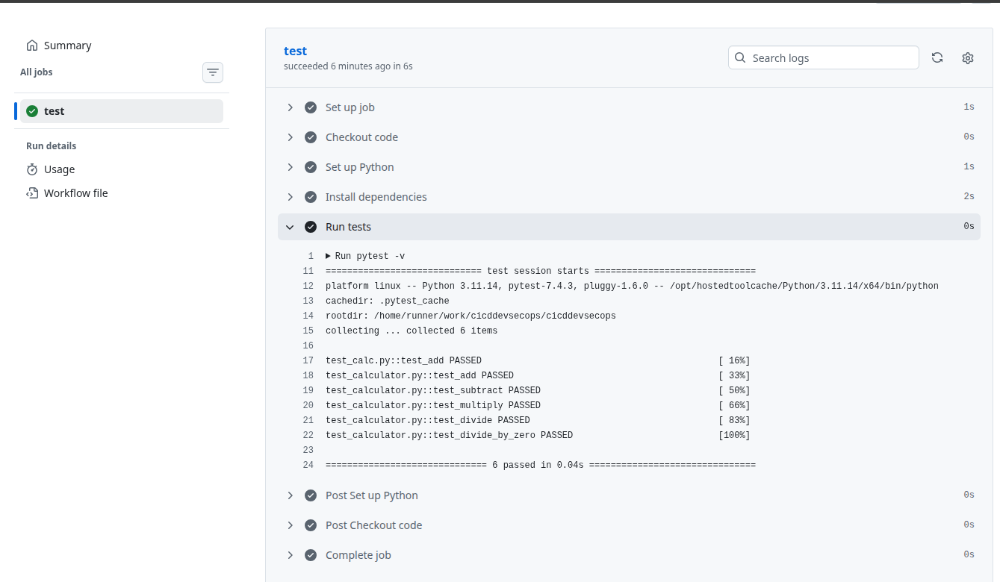 Summary
All jobs
test
Run details
Usage
Workflow file
test
succeeded 6 minutes ago in 6s
Search logs
Set up job 1s
Checkout code 0s
Set up Python 1s
Install dependencies 2s
Run tests 0s
1 ▶ Run pytest -v
11 ============================= test session starts ==============================
12 platform linux -- Python 3.11.14, pytest-7.4.3, pluggy-1.6.0 -- /opt/hostedtoolcache/Python/3.11.14/x64/bin/python
13 cachedir: .pytest_cache
14 rootdir: /home/runner/work/cicddevsecops/cicddevsecops
15 collecting ... collected 6 items
16
17 test_calc.py::test_add PASSED [ 16%]
18 test_calculator.py::test_add PASSED [ 33%]
19 test_calculator.py::test_subtract PASSED [ 50%]
20 test_calculator.py::test_multiply PASSED [ 66%]
21 test_calculator.py::test_divide PASSED [ 83%]
22 test_calculator.py::test_divide_by_zero PASSED [100%]
23
24 ============================== 6 passed in 0.04s ===============================
Post Set up Python 0s
Post Checkout code 0s
Complete job 0s